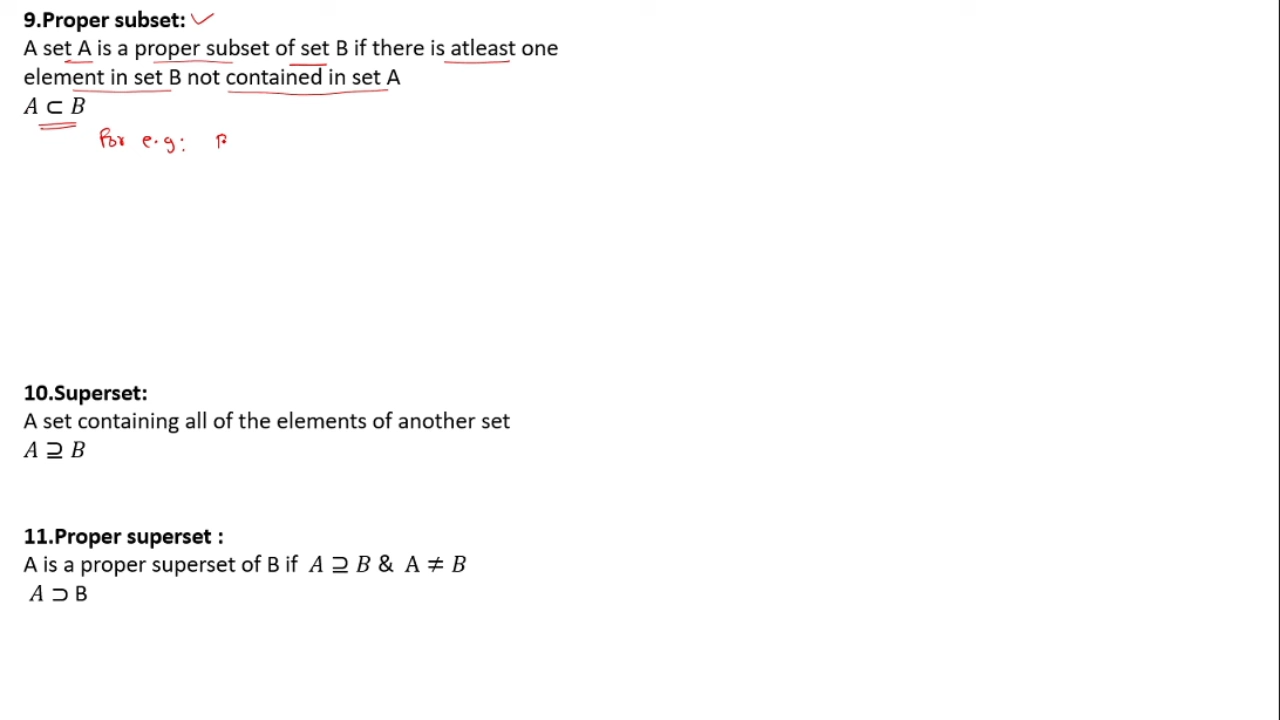 9.Proper subset:
A set A is a proper subset of set B if there is atleast one
element in set B not contained in set A
A ⊂ B
For e.g:
10.Superset:
A set containing all of the elements of another set
A ⊇ B
11.Proper superset :
A is a proper superset of B if A ⊇ B & A ≠ B
A ⊃ B